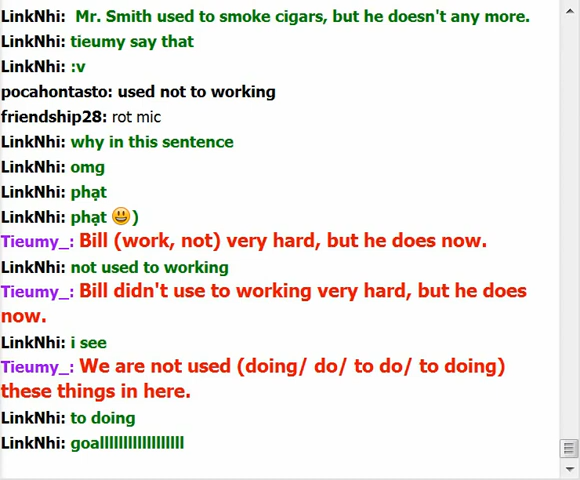 LinkNhi: Mr. Smith used to smoke cigars, but he doesn't any more.
LinkNhi: tieumy say that
LinkNhi: :v
pocahontasto: used not to working
friendship28: rot mic
LinkNhi: why in this sentence
LinkNhi: omg
LinkNhi: phạt
LinkNhi: phạt 😃)
Tieumy_: Bill (work, not) very hard, but he does now.
LinkNhi: not used to working
Tieumy_: Bill didn't use to working very hard, but he does
now.
LinkNhi: i see
Tieumy_: We are not used (doing/ do/ to do/ to doing)
these things in here.
LinkNhi: to doing
LinkNhi: goallllllllllllllllll